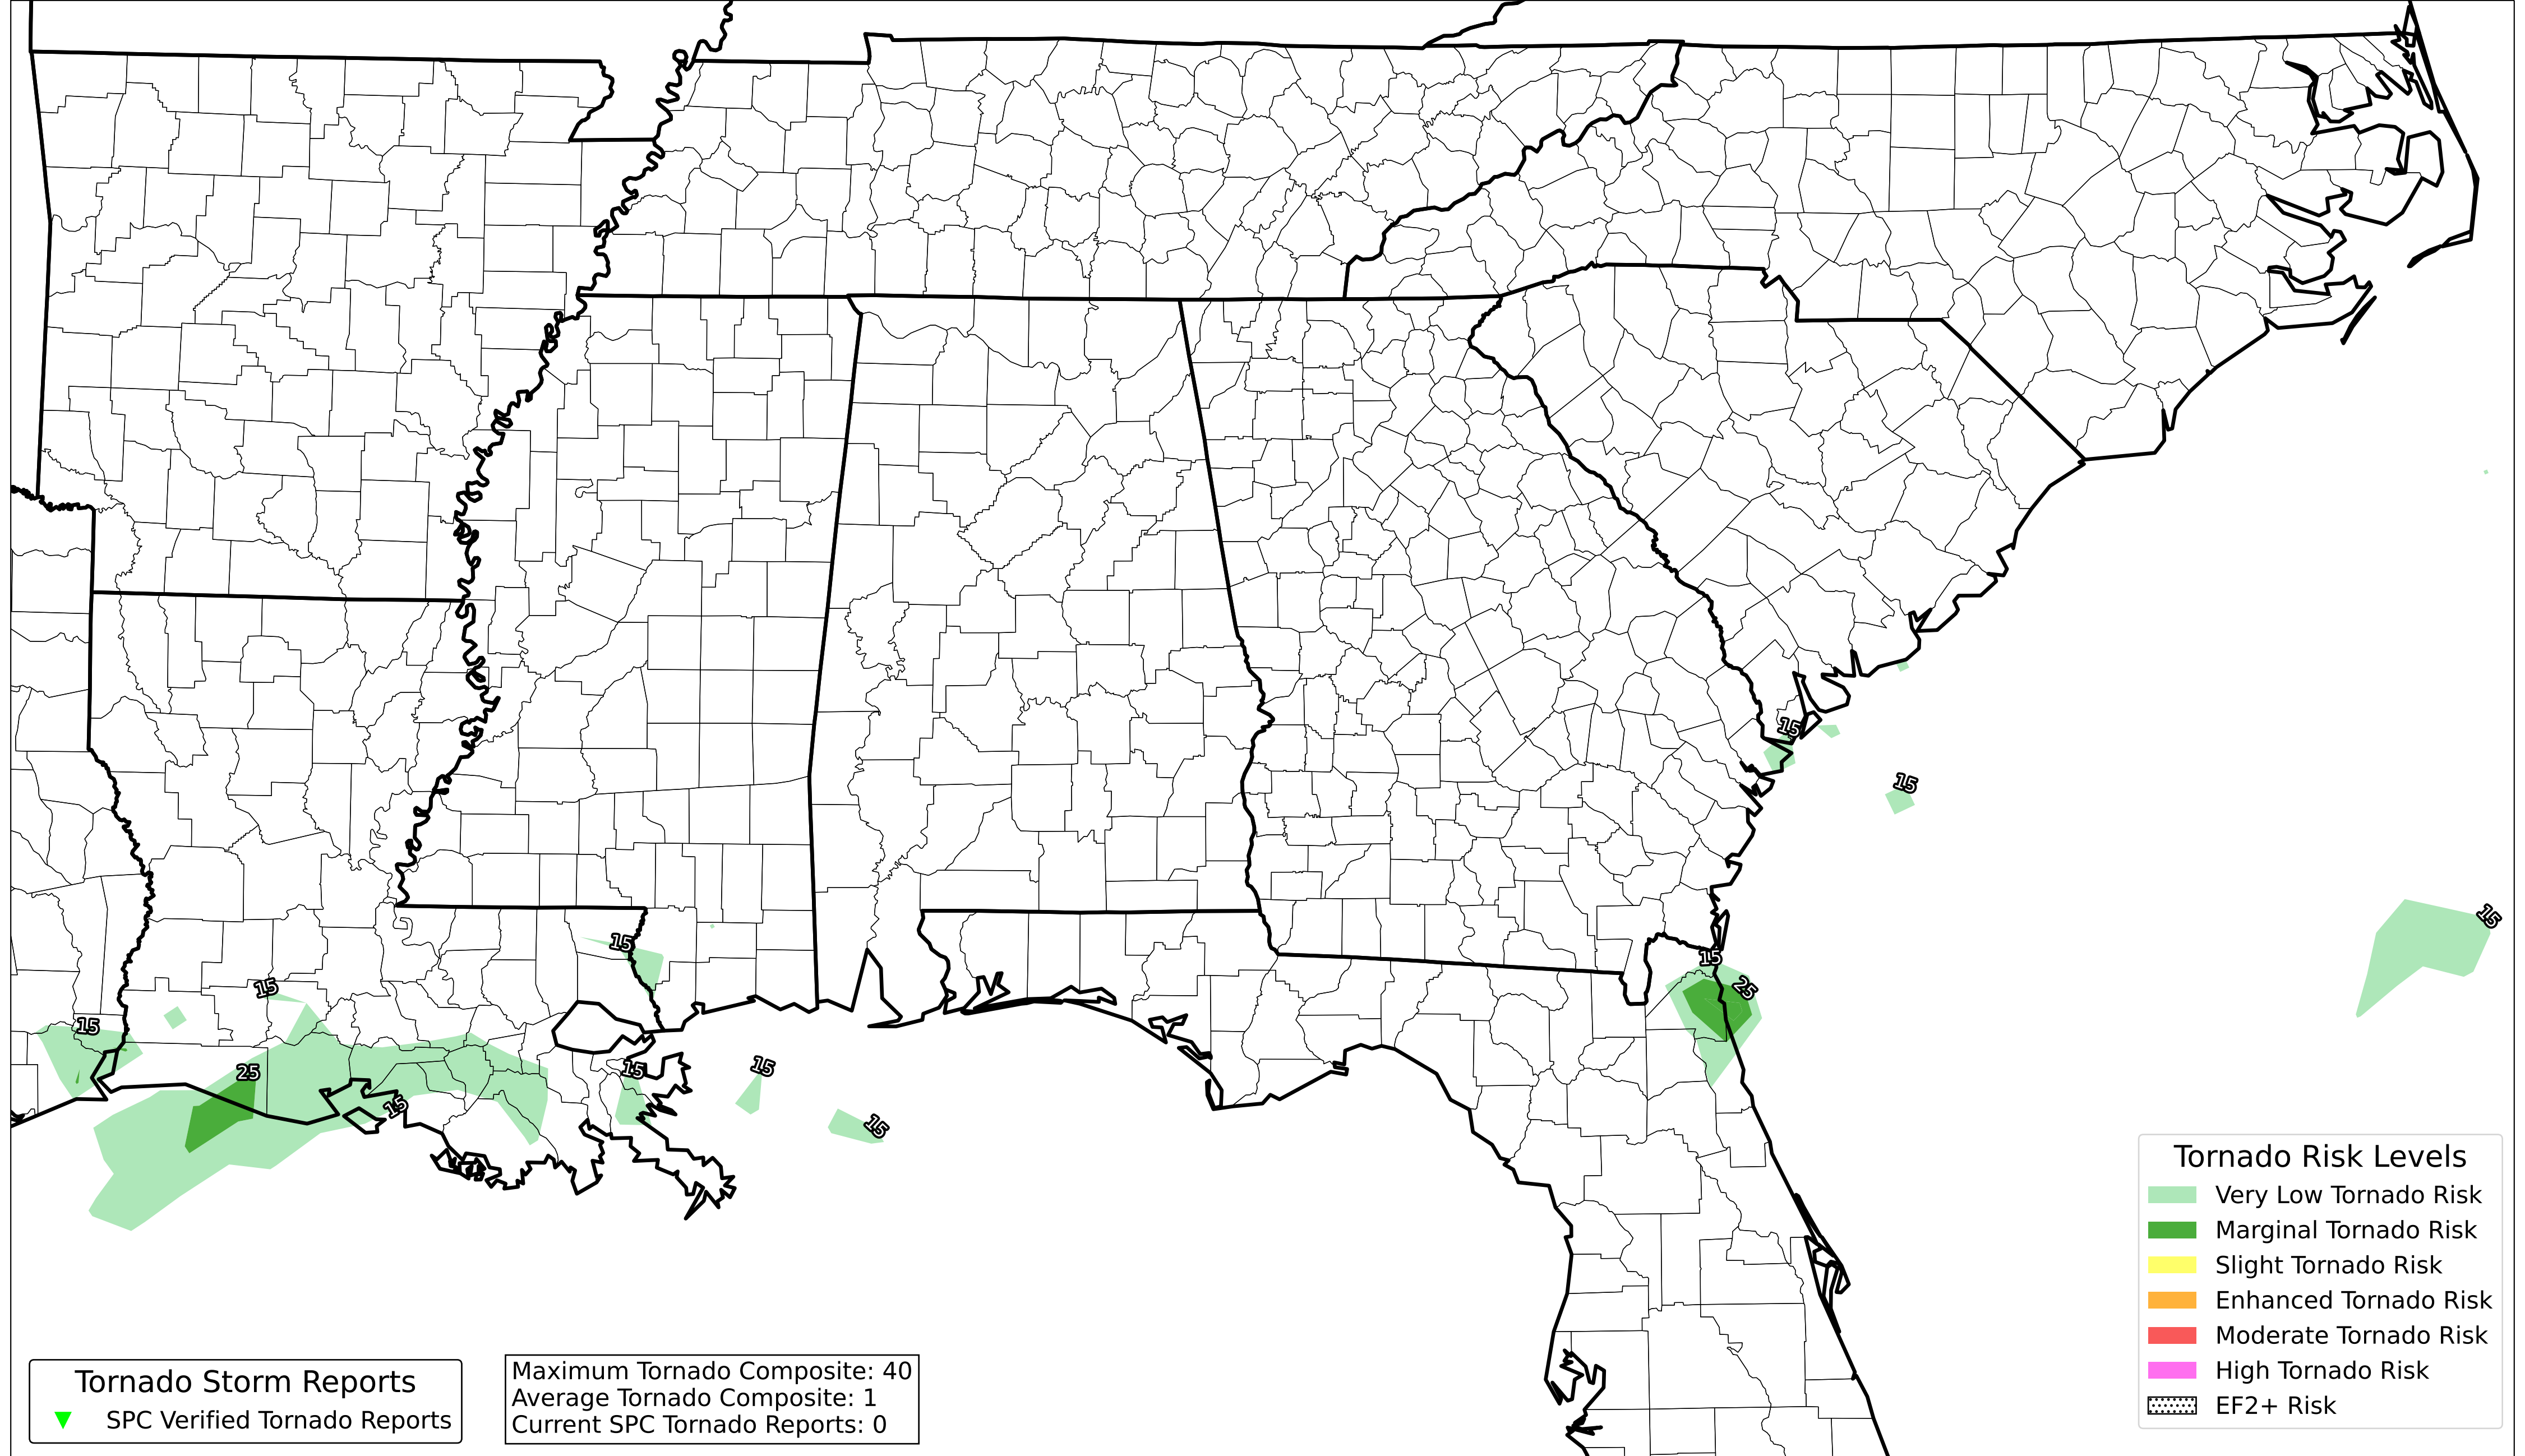 15
15
15
15
15
15
25
15
15
25
15
25
15
15
15
Tornado Risk Levels
Very Low Tornado Risk
Marginal Tornado Risk
Slight Tornado Risk
Enhanced Tornado Risk
Moderate Tornado Risk
High Tornado Risk
EF2+ Risk
Tornado Storm Reports
SPC Verified Tornado Reports
Maximum Tornado Composite: 40
Average Tornado Composite: 1
Current SPC Tornado Reports: 0